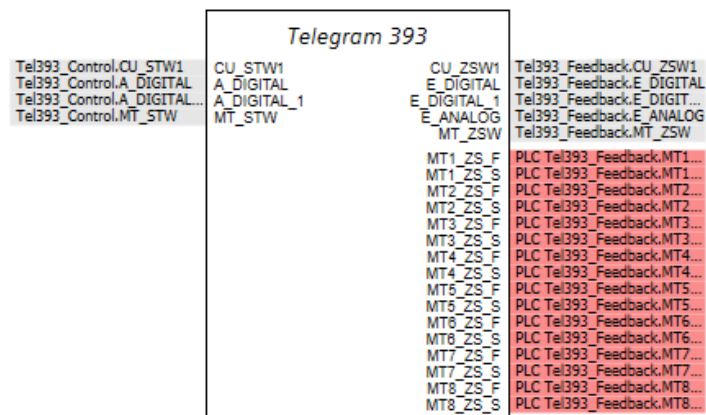 Telegram 393
Tel393_Control.CU_STW1 CU_STW1 CU_ZSW1 Tel393_Feedback.CU_ZSW1
Tel393_Control.A_DIGITAL A_DIGITAL E_DIGITAL Tel393_Feedback.E_DIGITAL
Tel393_Control.A_DIGITAL... A_DIGITAL_1 E_DIGITAL_1 Tel393_Feedback.E_DIGIT...
Tel393_Control.MT_STW MT_STW E_ANALOG Tel393_Feedback.E_ANALOG
MT_ZSW Tel393_Feedback.MT_ZSW
MT1_ZS_F PLC Tel393_Feedback.MT1...
MT1_ZS_S PLC Tel393_Feedback.MT1...
MT2_ZS_F PLC Tel393_Feedback.MT2...
MT2_ZS_S PLC Tel393_Feedback.MT2...
MT3_ZS_F PLC Tel393_Feedback.MT3...
MT3_ZS_S PLC Tel393_Feedback.MT3...
MT4_ZS_F PLC Tel393_Feedback.MT4...
MT4_ZS_S PLC Tel393_Feedback.MT4...
MT5_ZS_F PLC Tel393_Feedback.MT5...
MT5_ZS_S PLC Tel393_Feedback.MT5...
MT6_ZS_F PLC Tel393_Feedback.MT6...
MT6_ZS_S PLC Tel393_Feedback.MT6...
MT7_ZS_F PLC Tel393_Feedback.MT7...
MT7_ZS_S PLC Tel393_Feedback.MT7...
MT8_ZS_F PLC Tel393_Feedback.MT8...
MT8_ZS_S PLC Tel393_Feedback.MT8...